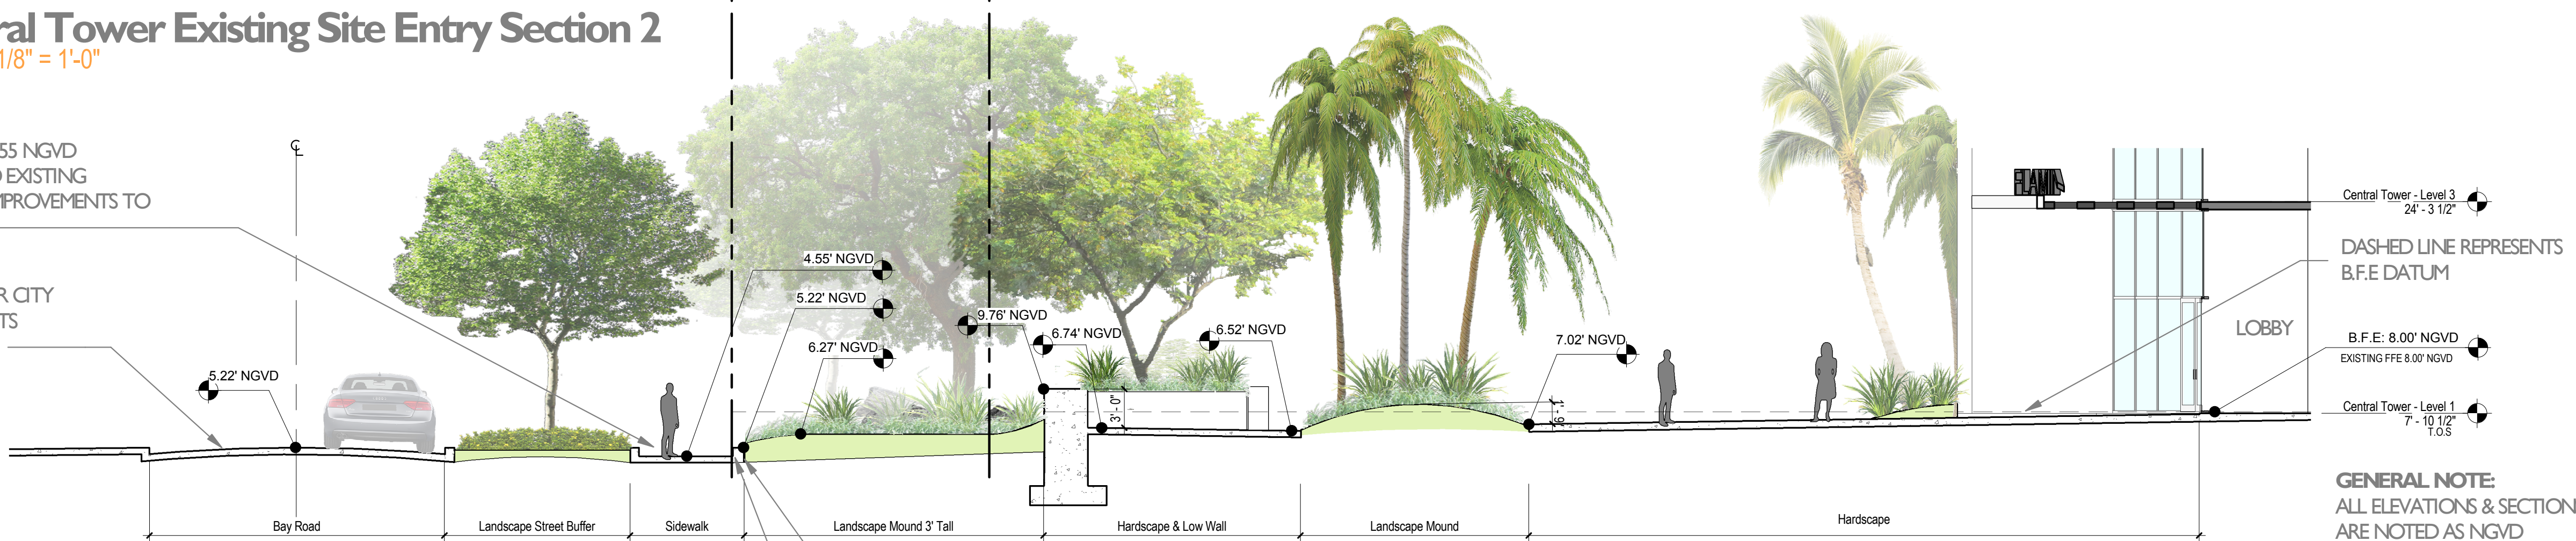 ral Tower Existing Site Entry Section 2
1/8" = 1'-0"
55 NGVD
EXISTING
MPROVEMENTS TO
R CITY
TS
5.22' NGVD
4.55' NGVD
5.22' NGVD
6.27' NGVD
9.76' NGVD
6.74' NGVD
6.52' NGVD
7.02' NGVD
3' - 0"
FLAMIN
Central Tower - Level 3
24' - 3 1/2"
DASHED LINE REPRESENTS
B.F.E DATUM
LOBBY
B.F.E: 8.00' NGVD
EXISTING FFE 8.00' NGVD
Central Tower - Level 1
7' - 10 1/2"
T.O.S
GENERAL NOTE:
ALL ELEVATIONS & SECTION
ARE NOTED AS NGVD
Bay Road
Landscape Street Buffer
Sidewalk
Landscape Mound 3' Tall
Hardscape & Low Wall
Landscape Mound
Hardscape